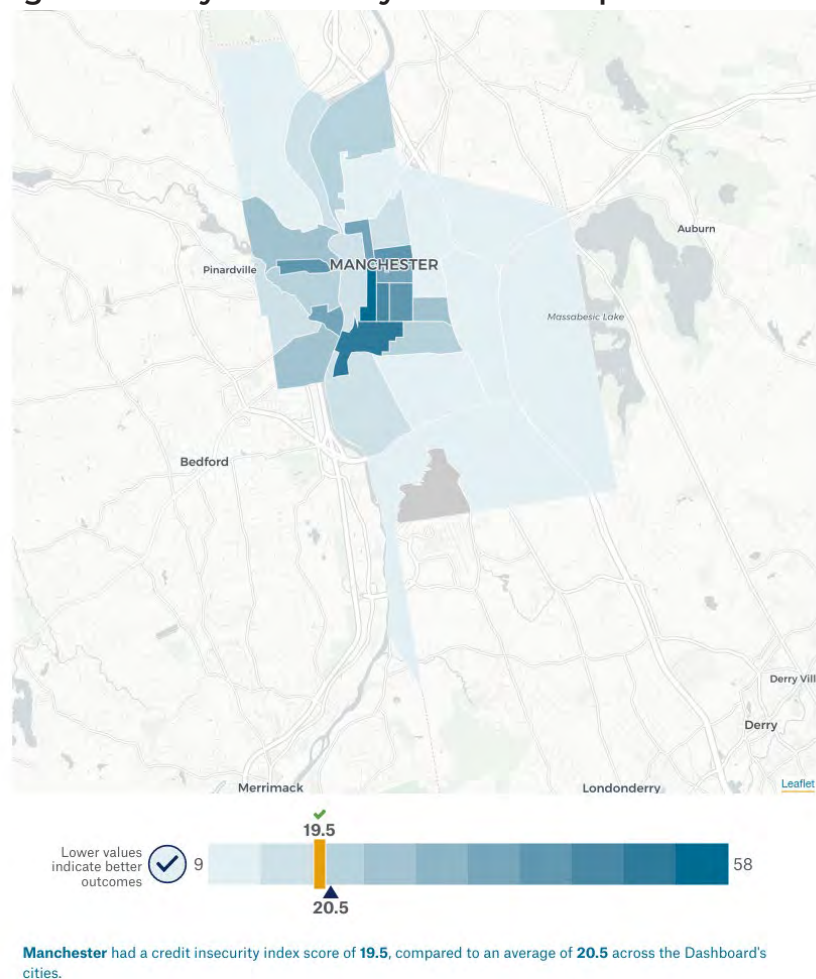 MANCHESTER
Pinardville
Auburn
Massabesic Lake
Bedford
Derry Vill
Derry
Merrimack
Londonderry
Leaflet
19.5
Lower values
indicate better
outcomes
9
58
20.5
Manchester had a credit insecurity index score of 19.5, compared to an average of 20.5 across the Dashboard's
cities.